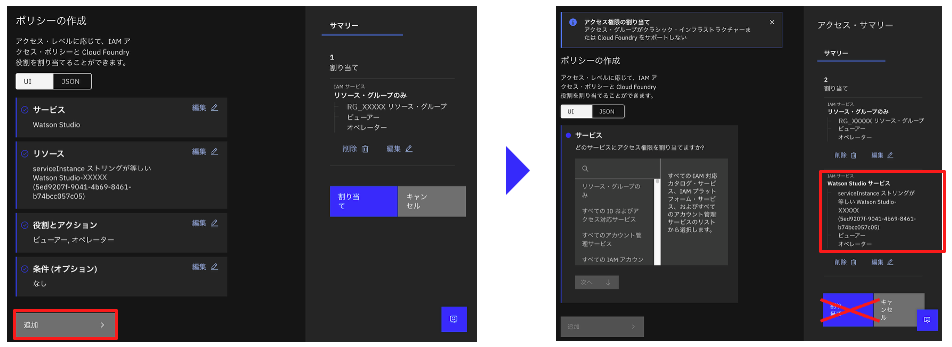 ポリシーの作成
アクセス・レベルに応じて、IAM ア
クセス・ポリシーと Cloud Foundry
役割を割り当てることができます。
UI
JSON
サービス
編集
Watson Studio
リソース
編集
serviceInstance ストリングが等しい
Watson Studio-XXXXX
(5ed9207f-9041-4b69-8461-
b74bcc057c05)
役割とアクション
編集
ビューアー, オペレーター
条件 (オプション)
編集
なし
追加
サマリー
1
割り当て
IAM サービス
リソース・グループのみ
RG_XXXXX リソース・グループ
ビューアー
オペレーター
削除
編集
割り当
て
キャン
セル
アクセス権限の割り当て
アクセス・グループがクラシック・インフラストラクチャーま
たは Cloud Foundry をサポートしない
ポリシーの作成
アクセス・レベルに応じて、IAM ア
クセス・ポリシーと Cloud Foundry
役割を割り当てることができます。
UI
JSON
サービス
どのサービスにアクセス権限を割り当てますか?
リソース・グループの
み
すべての ID およびア
クセス対応サービス
すべてのアカウント管
理サービス
すべての IAM アカウン
すべての IAM 対応
カタログ・サービ
ス、IAM プラット
フォーム・サービ
ス、およびすべて
のアカウント管理
サービスのリスト
から選択します。
次へ
追加
アクセス・サマリー
サマリー
2
割り当て
IAM サービス
リソース・グループのみ
RG_XXXXX リソース・グループ
ビューアー
オペレーター
削除
編集
IAM サービス
Watson Studio サービス
serviceInstance ストリングが
等しい Watson Studio-
XXXXX
(5ed9207f-9041-4b69-8461-
b74bcc057c05)
ビューアー
オペレーター
削除
編集
割り
当て
キャ
ンセ
ル